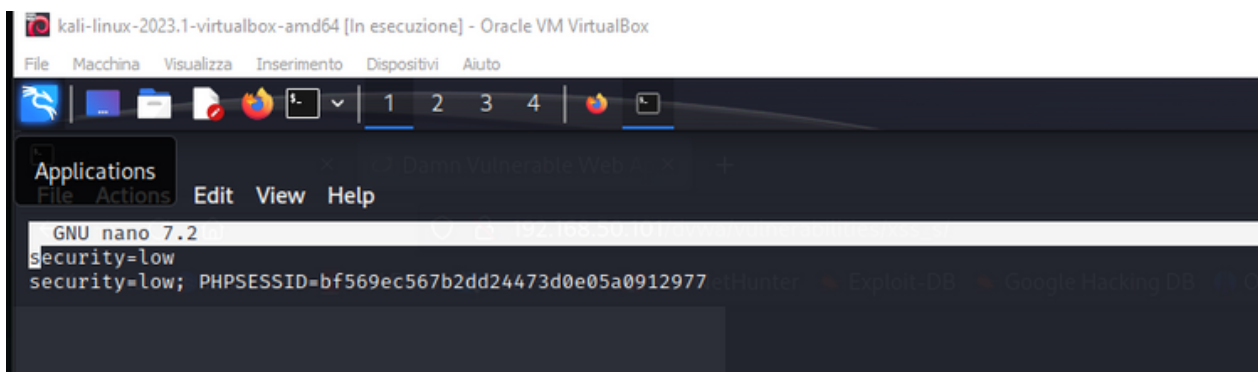 kali-linux-2023.1-virtualbox-amd64 [In esecuzione] - Oracle VM VirtualBox
File Macchina Visualizza Inserimento Dispositivi Aiuto
1 2 3 4
Applications
Damn Vulnerable Web
File Actions Edit View Help
GNU nano 7.2
192.168.50.101
security=low
security=low; PHPSESSID=bf569ec567b2dd24473d0e05a0912977
Exploit-DB Google Hacking DB